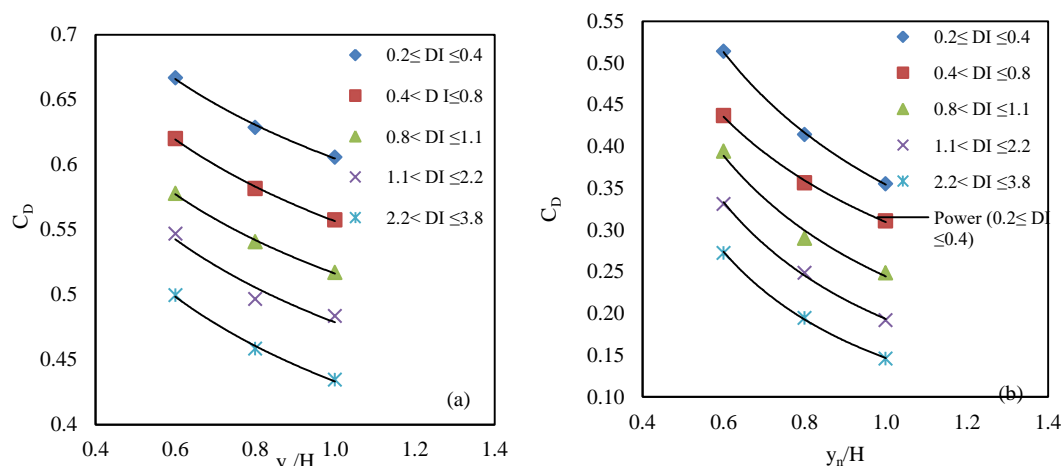 0.7
0.65
0.6
0.55
0.5
0.45
0.4
C_D
0.4 0.6 0.8 1.0 1.2 1.4
y /H
0.2≤ DI ≤0.4
0.4< D I≤0.8
0.8< DI ≤1.1
1.1< DI ≤2.2
2.2< DI ≤3.8
(a)
0.55
0.50
0.45
0.40
0.35
0.30
0.25
0.20
0.15
0.10
C_D
0.4 0.6 0.8 1.0 1.2 1.4
y_n/H
0.2≤ DI ≤0.4
0.4< DI ≤0.8
0.8< DI ≤1.1
1.1< DI ≤2.2
2.2< DI ≤3.8
Power (0.2≤ DI
≤0.4)
(b)